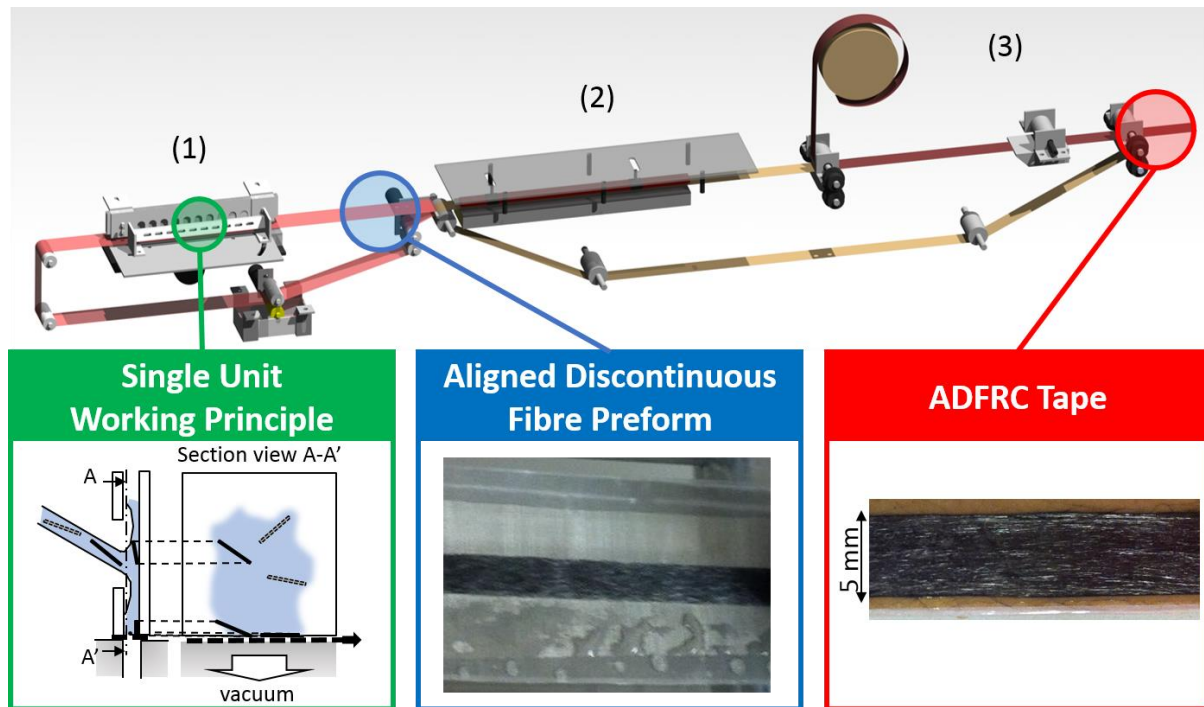 (1)
(2)
(3)
Single Unit
Working Principle
Section view A-A’
A
A’
vacuum
Aligned Discontinuous
Fibre Preform
ADFRC Tape
5 mm